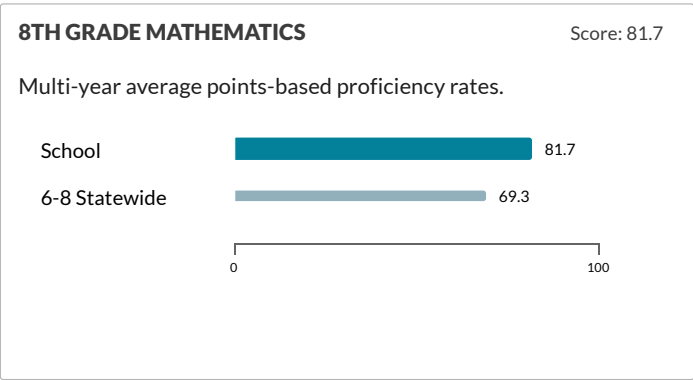 8TH GRADE MATHEMATICS Score: 81.7
Multi-year average points-based proficiency rates.
School 81.7
6-8 Statewide 69.3
0 100